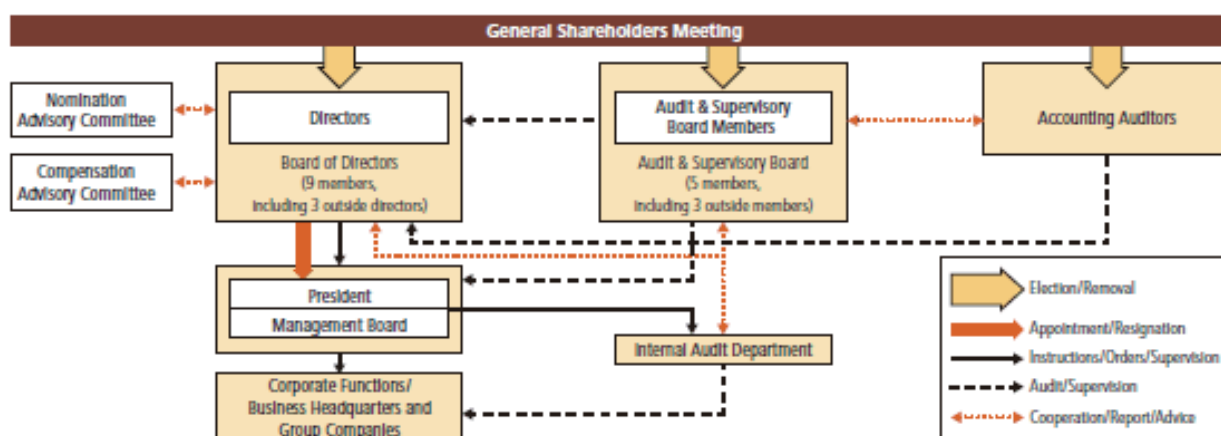 General Shareholders Meeting
Nomination
Advisory Committee
Compensation
Advisory Committee
Directors
Board of Directors
(9 members,
including 3 outside directors)
Audit & Supervisory
Board Members
Audit & Supervisory Board
(5 members,
including 3 outside members)
Accounting Auditors
President
Management Board
Internal Audit Department
Corporate Functions/
Business Headquarters and
Group Companies
Election/Removal
Appointment/Resignation
Instructions/Orders/Supervision
Audit/Supervision
Cooperation/Report/Advice